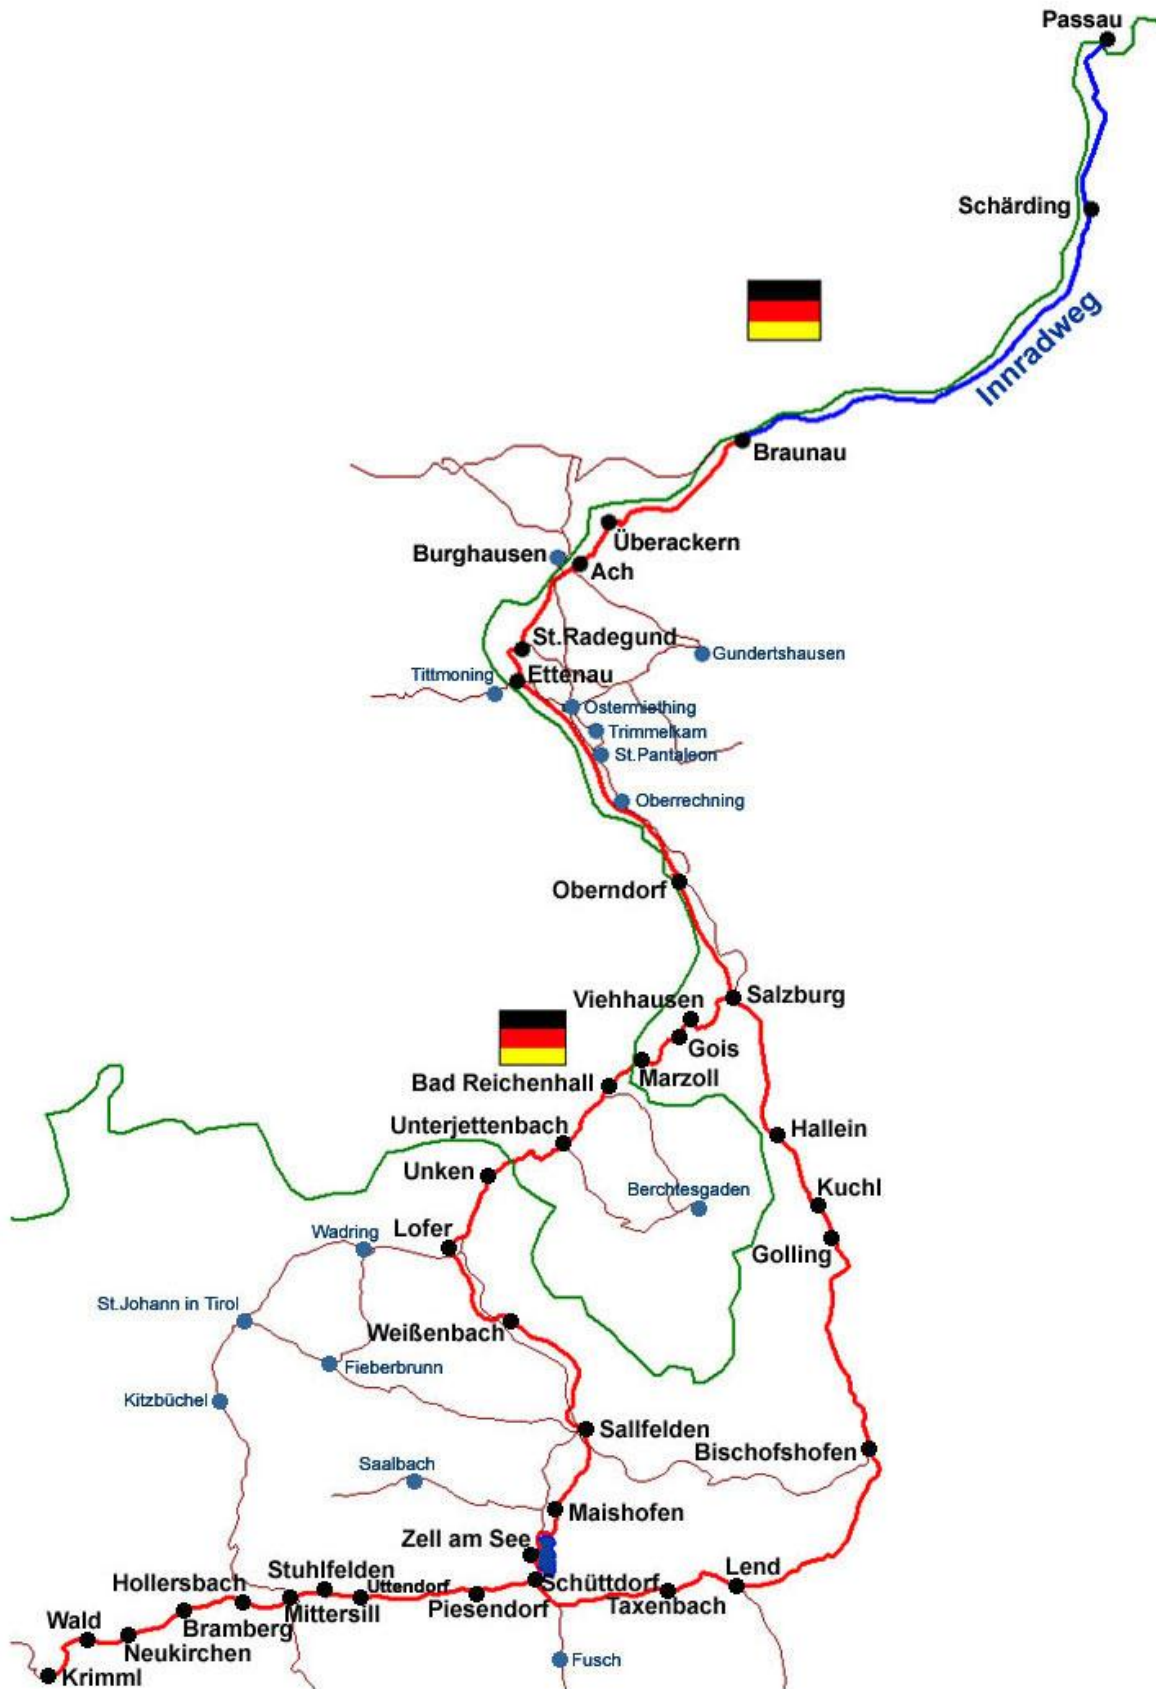 Passau
Schärding
Innradweg
Braunau
Überackern
Burghausen
Ach
St.Radegund
Gundertshausen
Tittmoning
Ettenau
Ostermiething
Trimmelkam
St.Pantaleon
Oberrechning
Oberndorf
Viehhausen
Salzburg
Gois
Marzoll
Bad Reichenhall
Unterjettenbach
Hallein
Unken
Berchtesgaden
Kuchl
Wadring
Lofer
Golling
St.Johann in Tirol
Weißenbach
Fieberbrunn
Kitzbüchel
Sallfelden
Bischofshofen
Saalbach
Maishofen
Zell am See
Lend
Stuhlfelden
Hollersbach
Uttendorf
Schüttdorf
Taxenbach
Piesendorf
Mittersill
Wald
Bramberg
Neukirchen
Fusch
Krimml